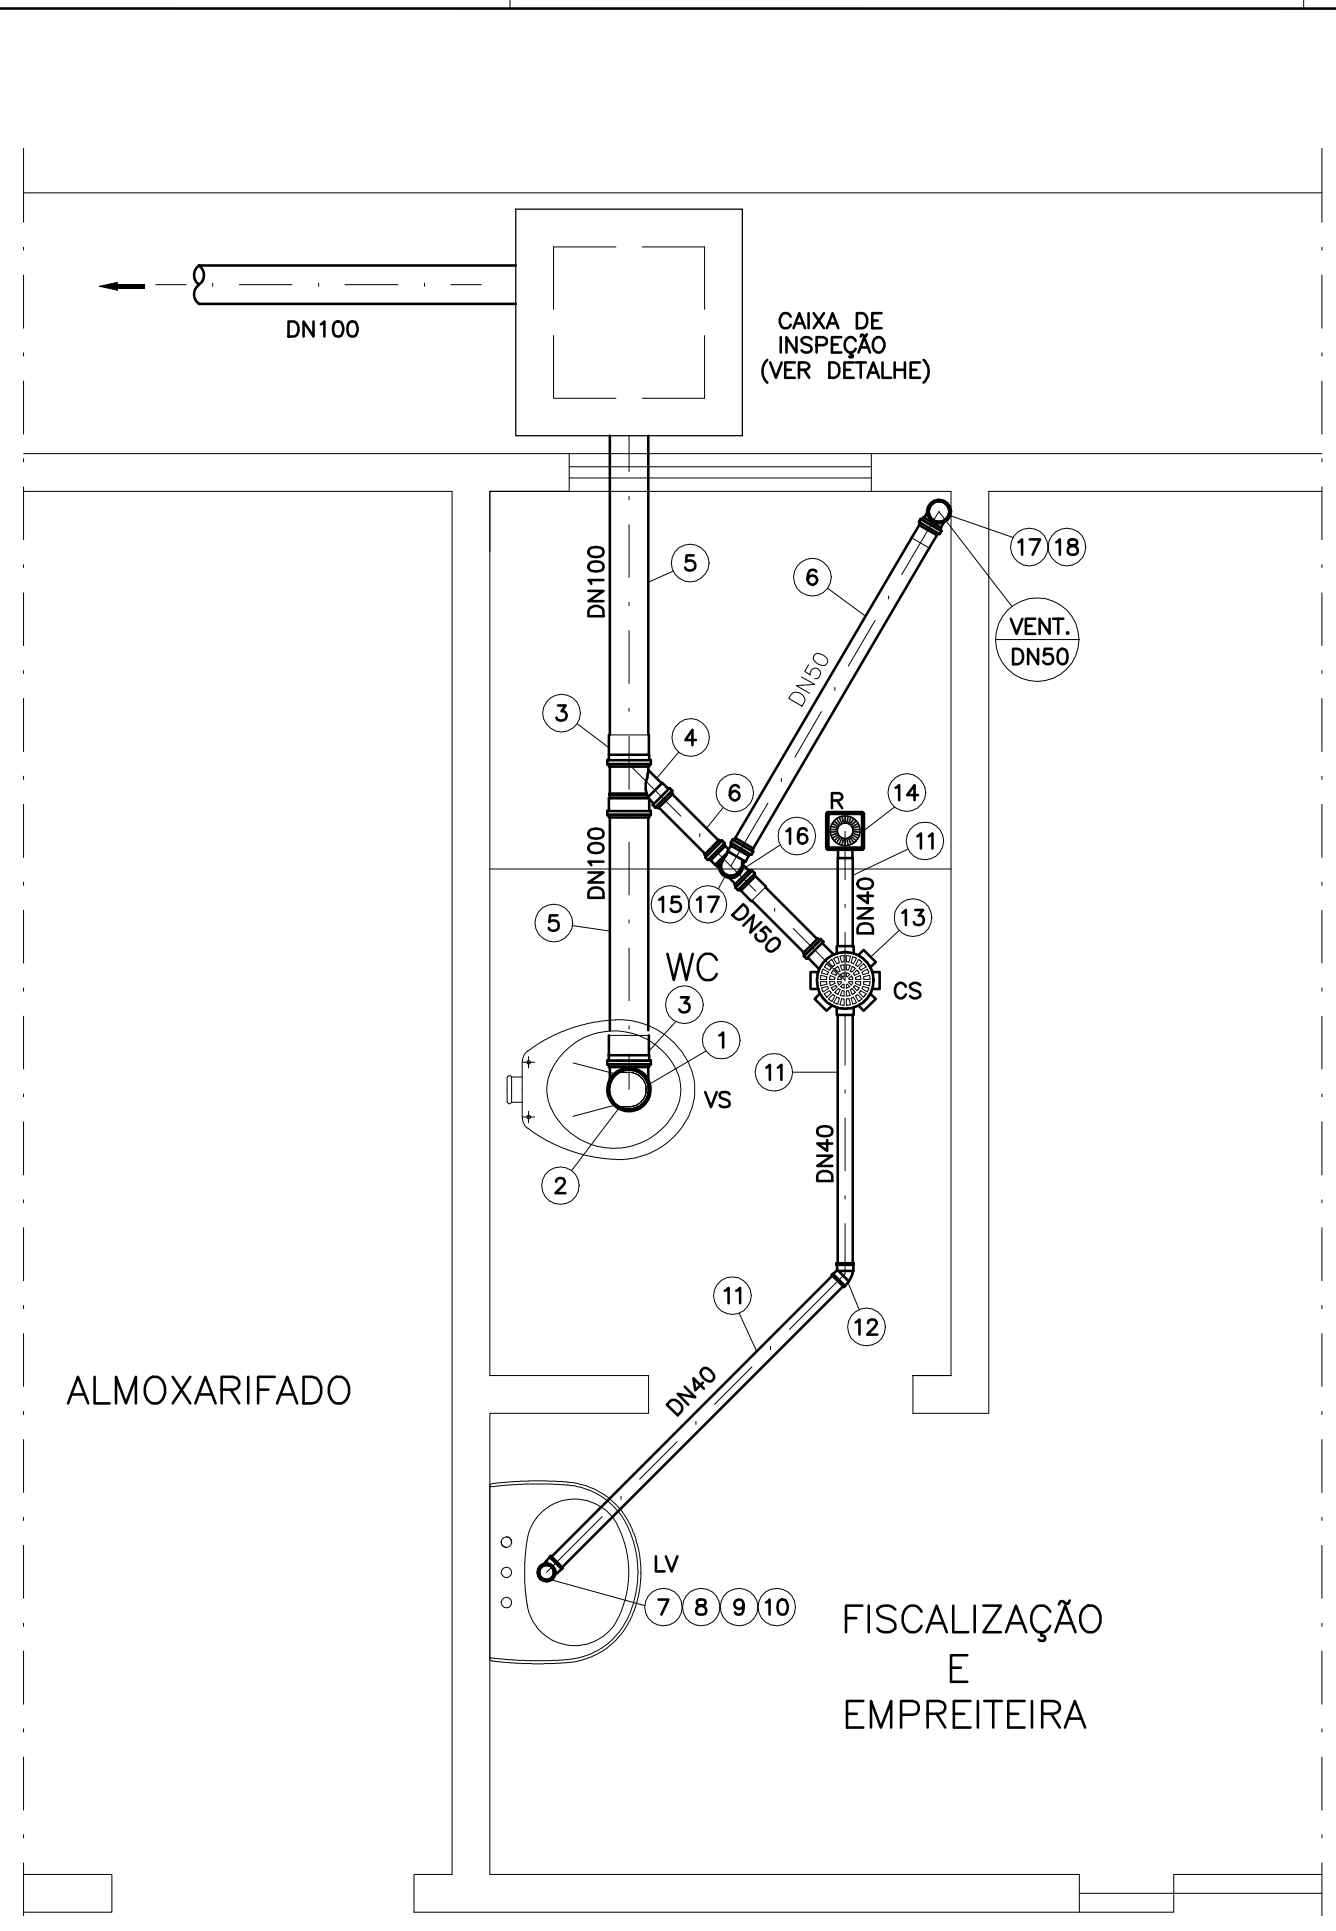 DN100
CAIXA DE
INSPEÇÃO
(VER DETALHE)
DN100
5
6
17 18
VENT.
DN50
DN50
3
4
6
R
14
16
11
DN100
15 17
DN50
DN40
13
5
WC
CS
3
1
11
VS
DN40
2
11
12
DN40
ALMOXARIFADO
LV
7 8 9 10
FISCALIZAÇÃO
E
EMPREITEIRA